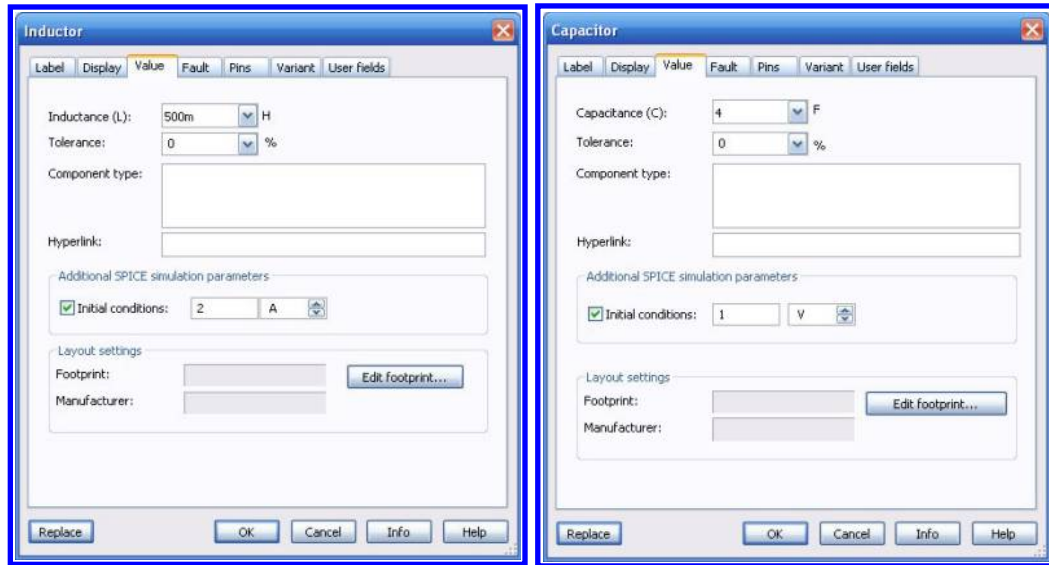 Inductor
Label Display Value Fault Pins Variant User fields
Inductance (L): 500m H
Tolerance: 0 %
Component type:
Hyperlink:
Additional SPICE simulation parameters
Initial conditions: 2 A
Layout settings
Footprint: Edit footprint...
Manufacturer:
Replace OK Cancel Info Help
Capacitor
Label Display Value Fault Pins Variant User fields
Capacitance (C): 4 F
Tolerance: 0 %
Component type:
Hyperlink:
Additional SPICE simulation parameters
Initial conditions: 1 V
Layout settings
Footprint: Edit footprint...
Manufacturer:
Replace OK Cancel Info Help